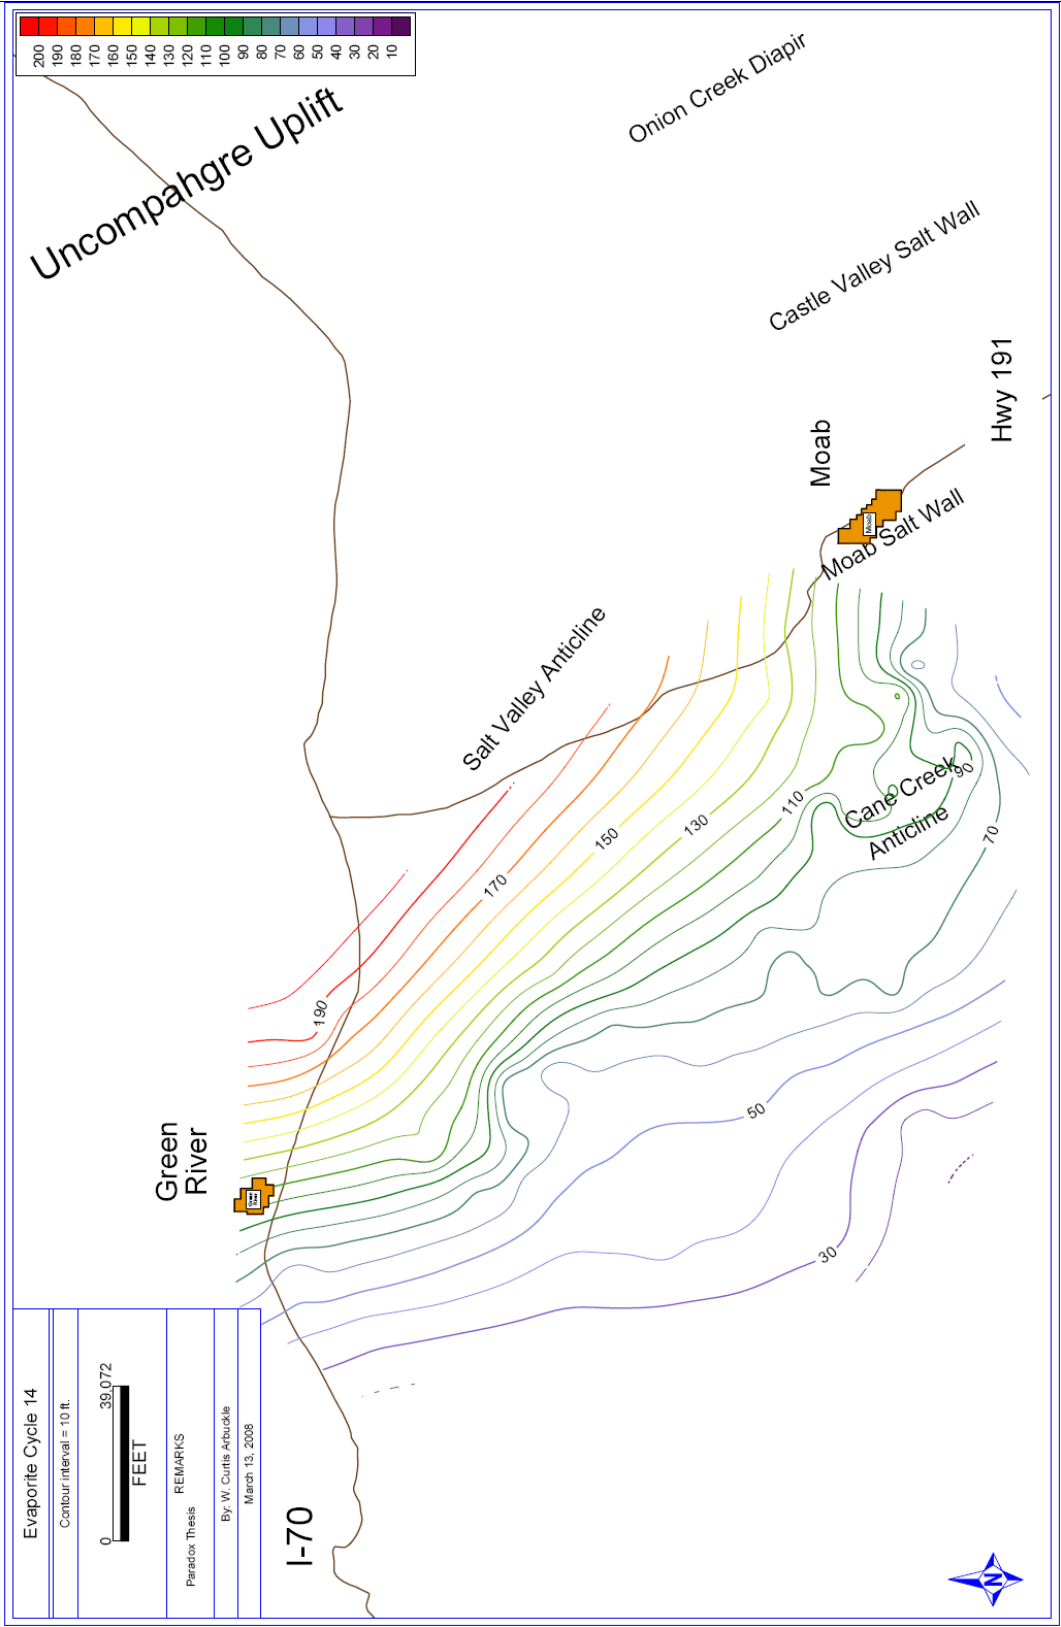 200
190
180
170
160
150
140
130
120
110
100
90
80
70
60
50
40
30
20
10
Uncompahgre Uplift
Onion Creek Diapir
Castle Valley Salt Wall
Hwy 191
Moab
Moab
Moab Salt Wall
Salt Valley Anticline
Cane Creek
Anticline
90
70
110
130
150
170
190
50
30
Green
River
Green
River
I-70
Evaporite Cycle 14
Contour interval = 10 ft.
0
39,072
FEET
REMARKS
Paradox Thesis
By: W. Curtis Arbuckle
March 13, 2008
N